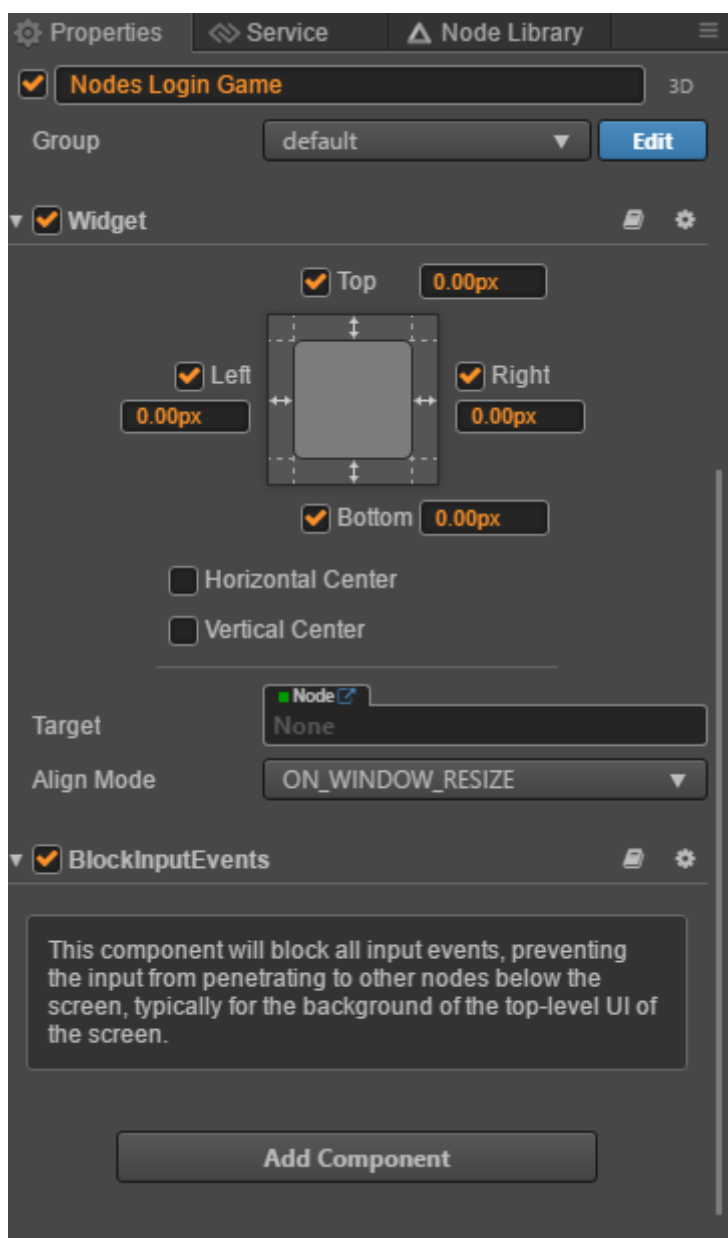 Properties Service Node Library
Nodes Login Game 3D
Group default Edit
Widget
Top 0.00px
Left Right
0.00px 0.00px
Bottom 0.00px
Horizontal Center
Vertical Center
Node
Target None
Align Mode ON_WINDOW_RESIZE
BlockInputEvents
This component will block all input events, preventing
the input from penetrating to other nodes below the
screen, typically for the background of the top-level UI of
the screen.
Add Component